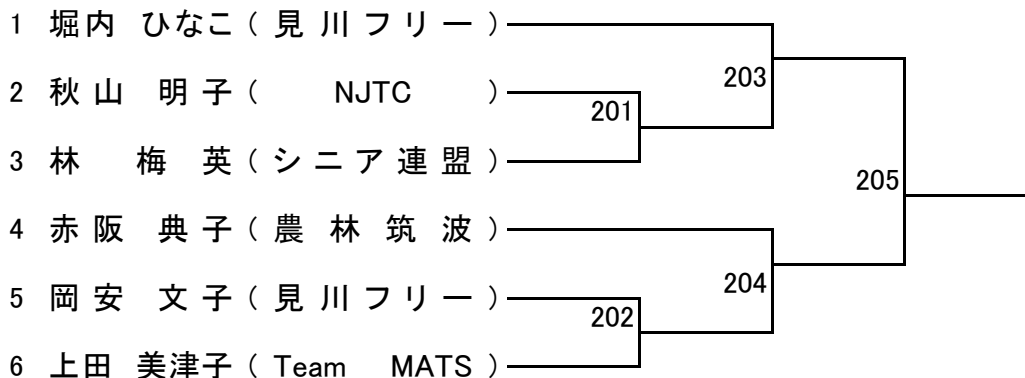 1 堀内 ひなこ ( 見川フリー )
203
2 秋山 明子 ( NJTC )
201
3 林 梅英 ( シニア連盟 )
205
4 赤阪 典子 ( 農林筑波 )
204
5 岡安 文子 ( 見川フリー )
202
6 上田 美津子 ( Team MATS )